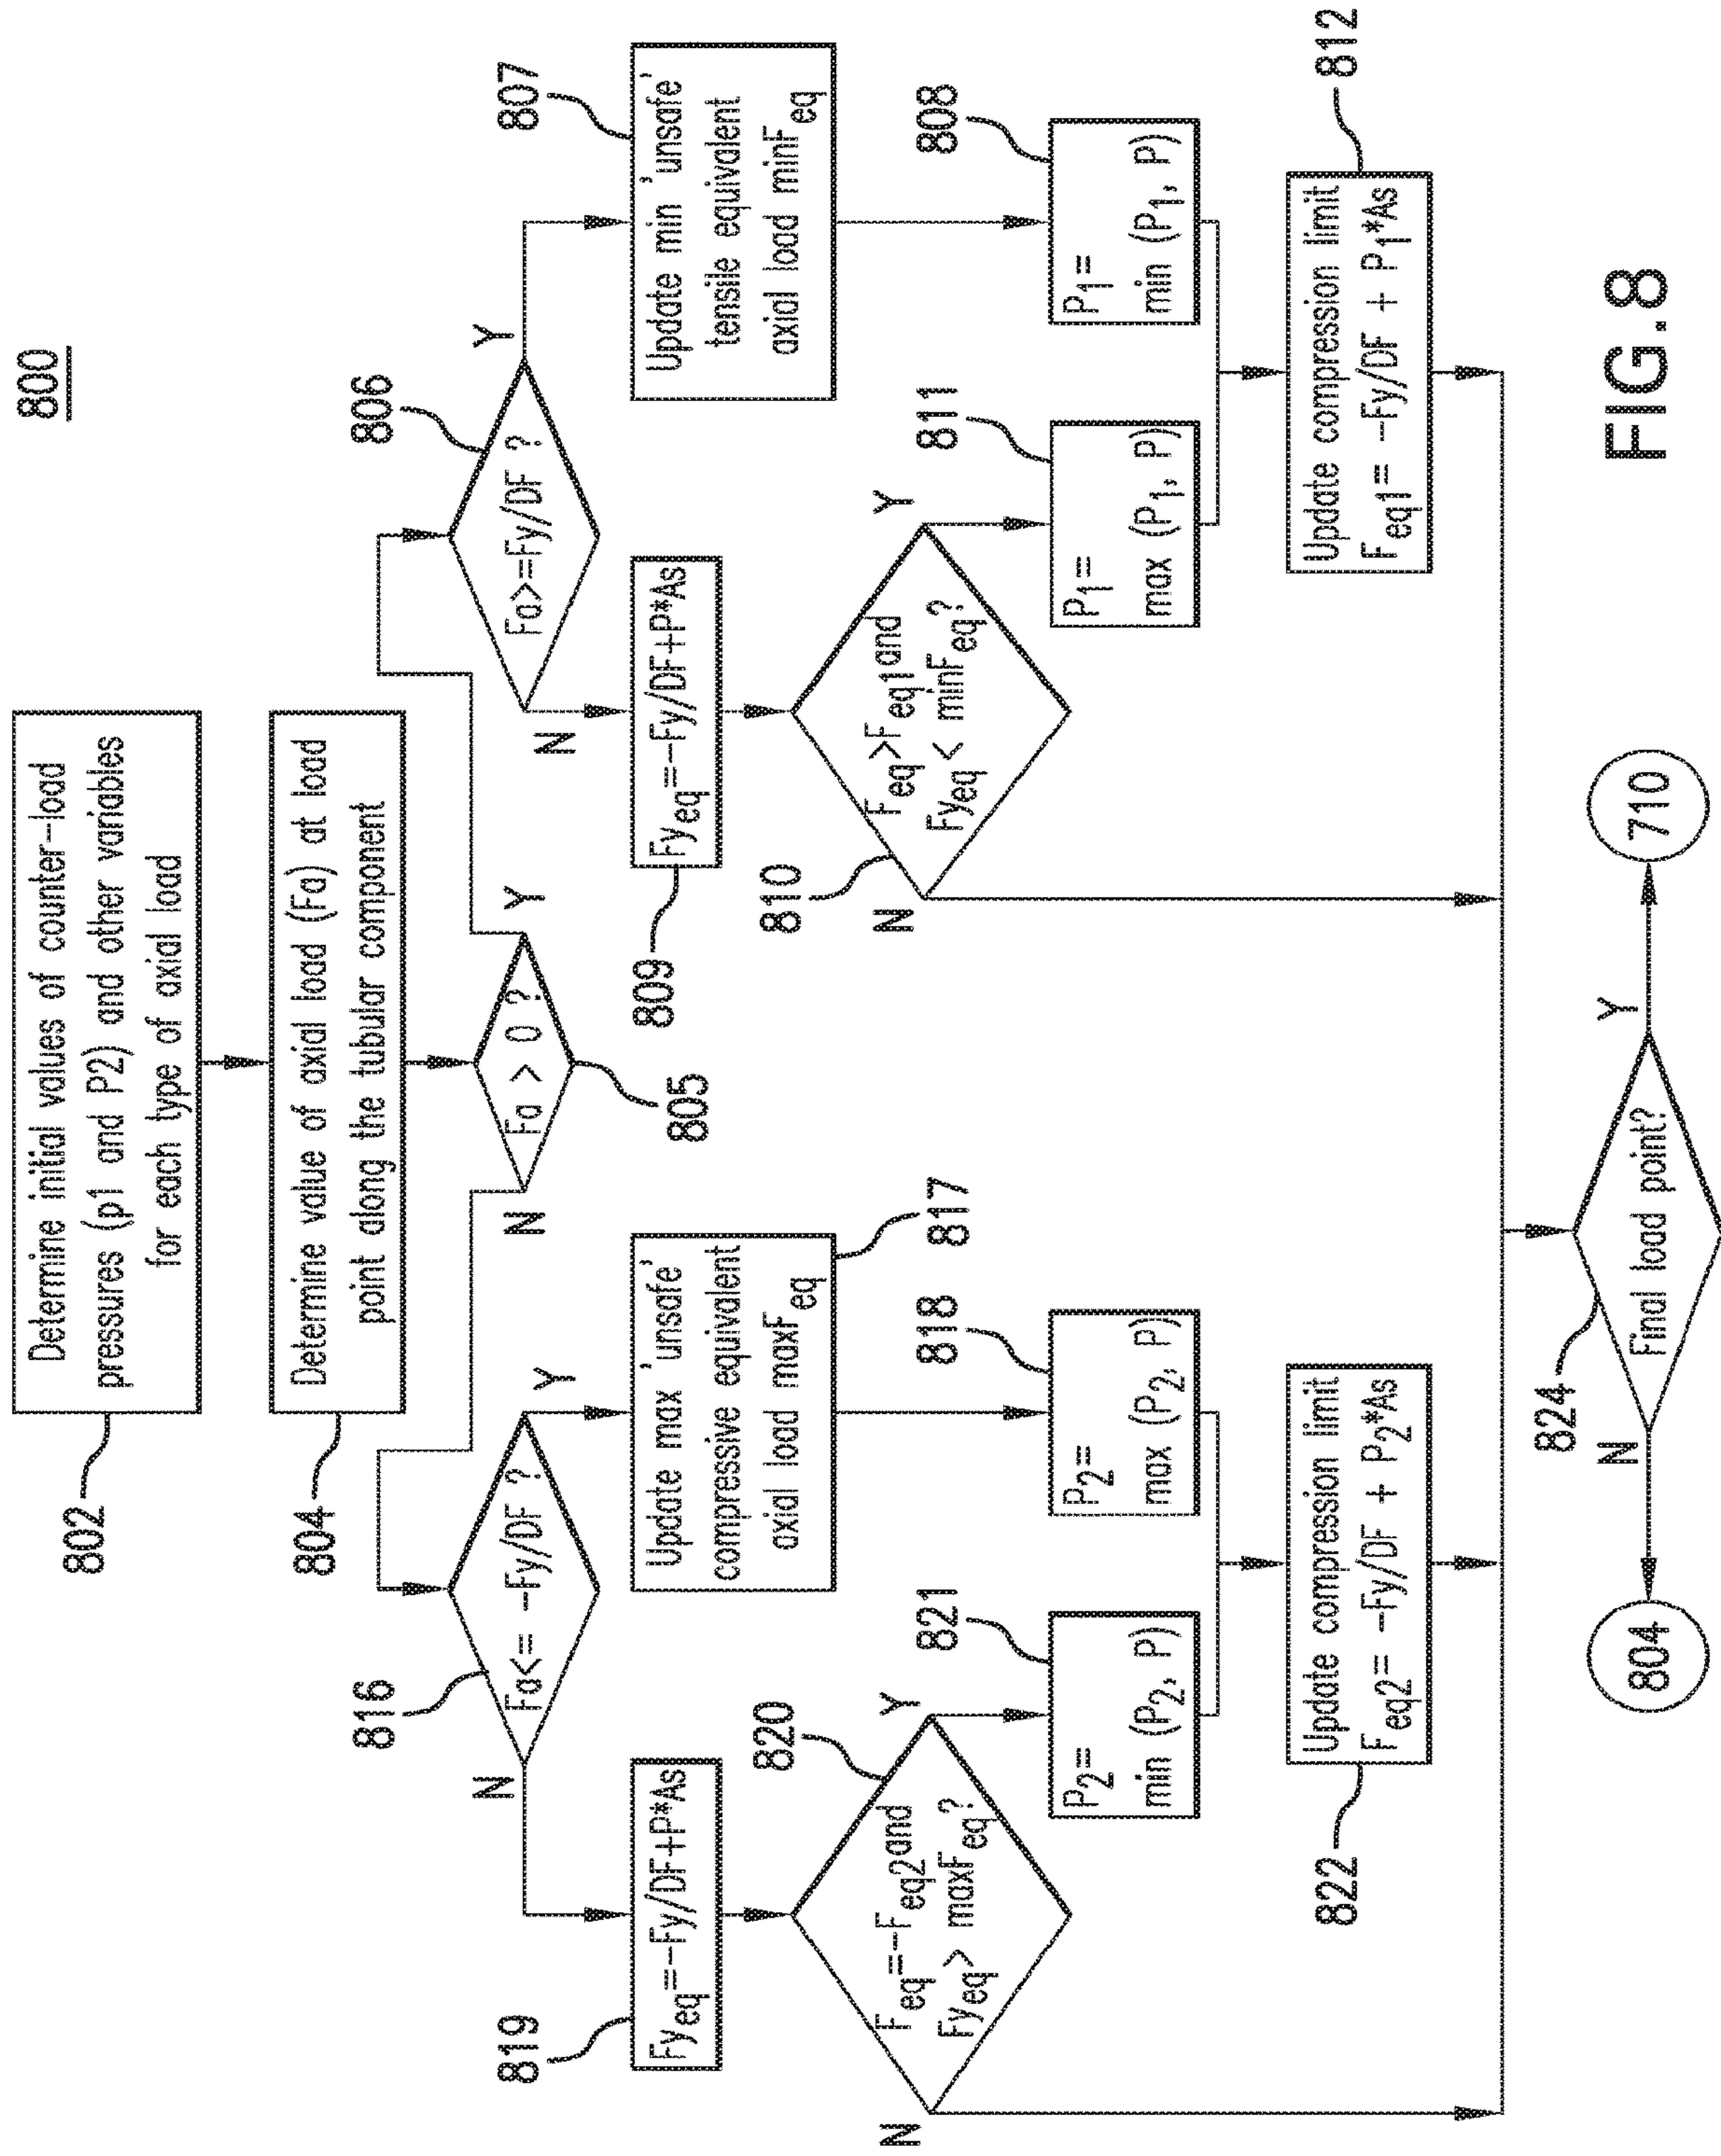 800
Determine initial values of counter-load
pressures (p1 and P2) and other variables
for each type of axial load
802
Determine value of axial load (Fa) at load
point along the tubular component
804
Fa > 0 ?
805
N
Y
Fa<= -Fy/DF ?
816
N
Y
Fa>=Fy/DF ?
806
N
Y
Fyeq=-Fy/DF+P*As
819
Update max 'unsafe'
compressive equivalent
axial load maxFeq
817
Fyeq=-Fy/DF+P*As
809
Update min 'unsafe'
tensile equivalent
axial load minFeq
807
Feq=-Feq2and
Fyeq> maxFeq?
820
N
Y
P2=
min (P2, P)
821
P2=
max (P2, P)
818
Feq>Feq1and
Fyeq< minFeq?
810
N
Y
P1=
max (P1, P)
811
P1=
min (P1, P)
808
Update compression limit
Feq2= -Fy/DF + P2*As
822
Update compression limit
Feq1= -Fy/DF + P1*As
812
Final load point?
824
N
Y
804
710
FIG.8